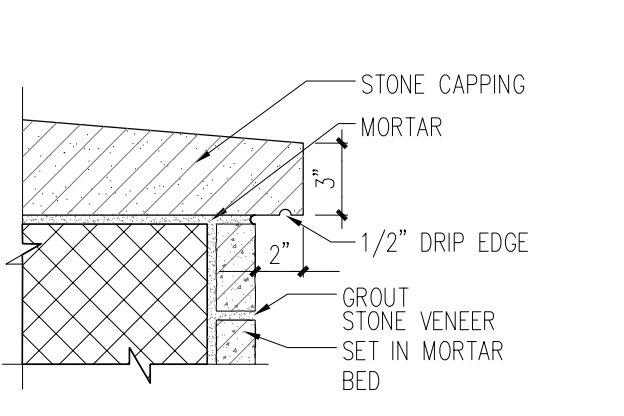 STONE CAPPING
MORTAR
3"
1/2" DRIP EDGE
2"
GROUT
STONE VENEER
SET IN MORTAR
BED